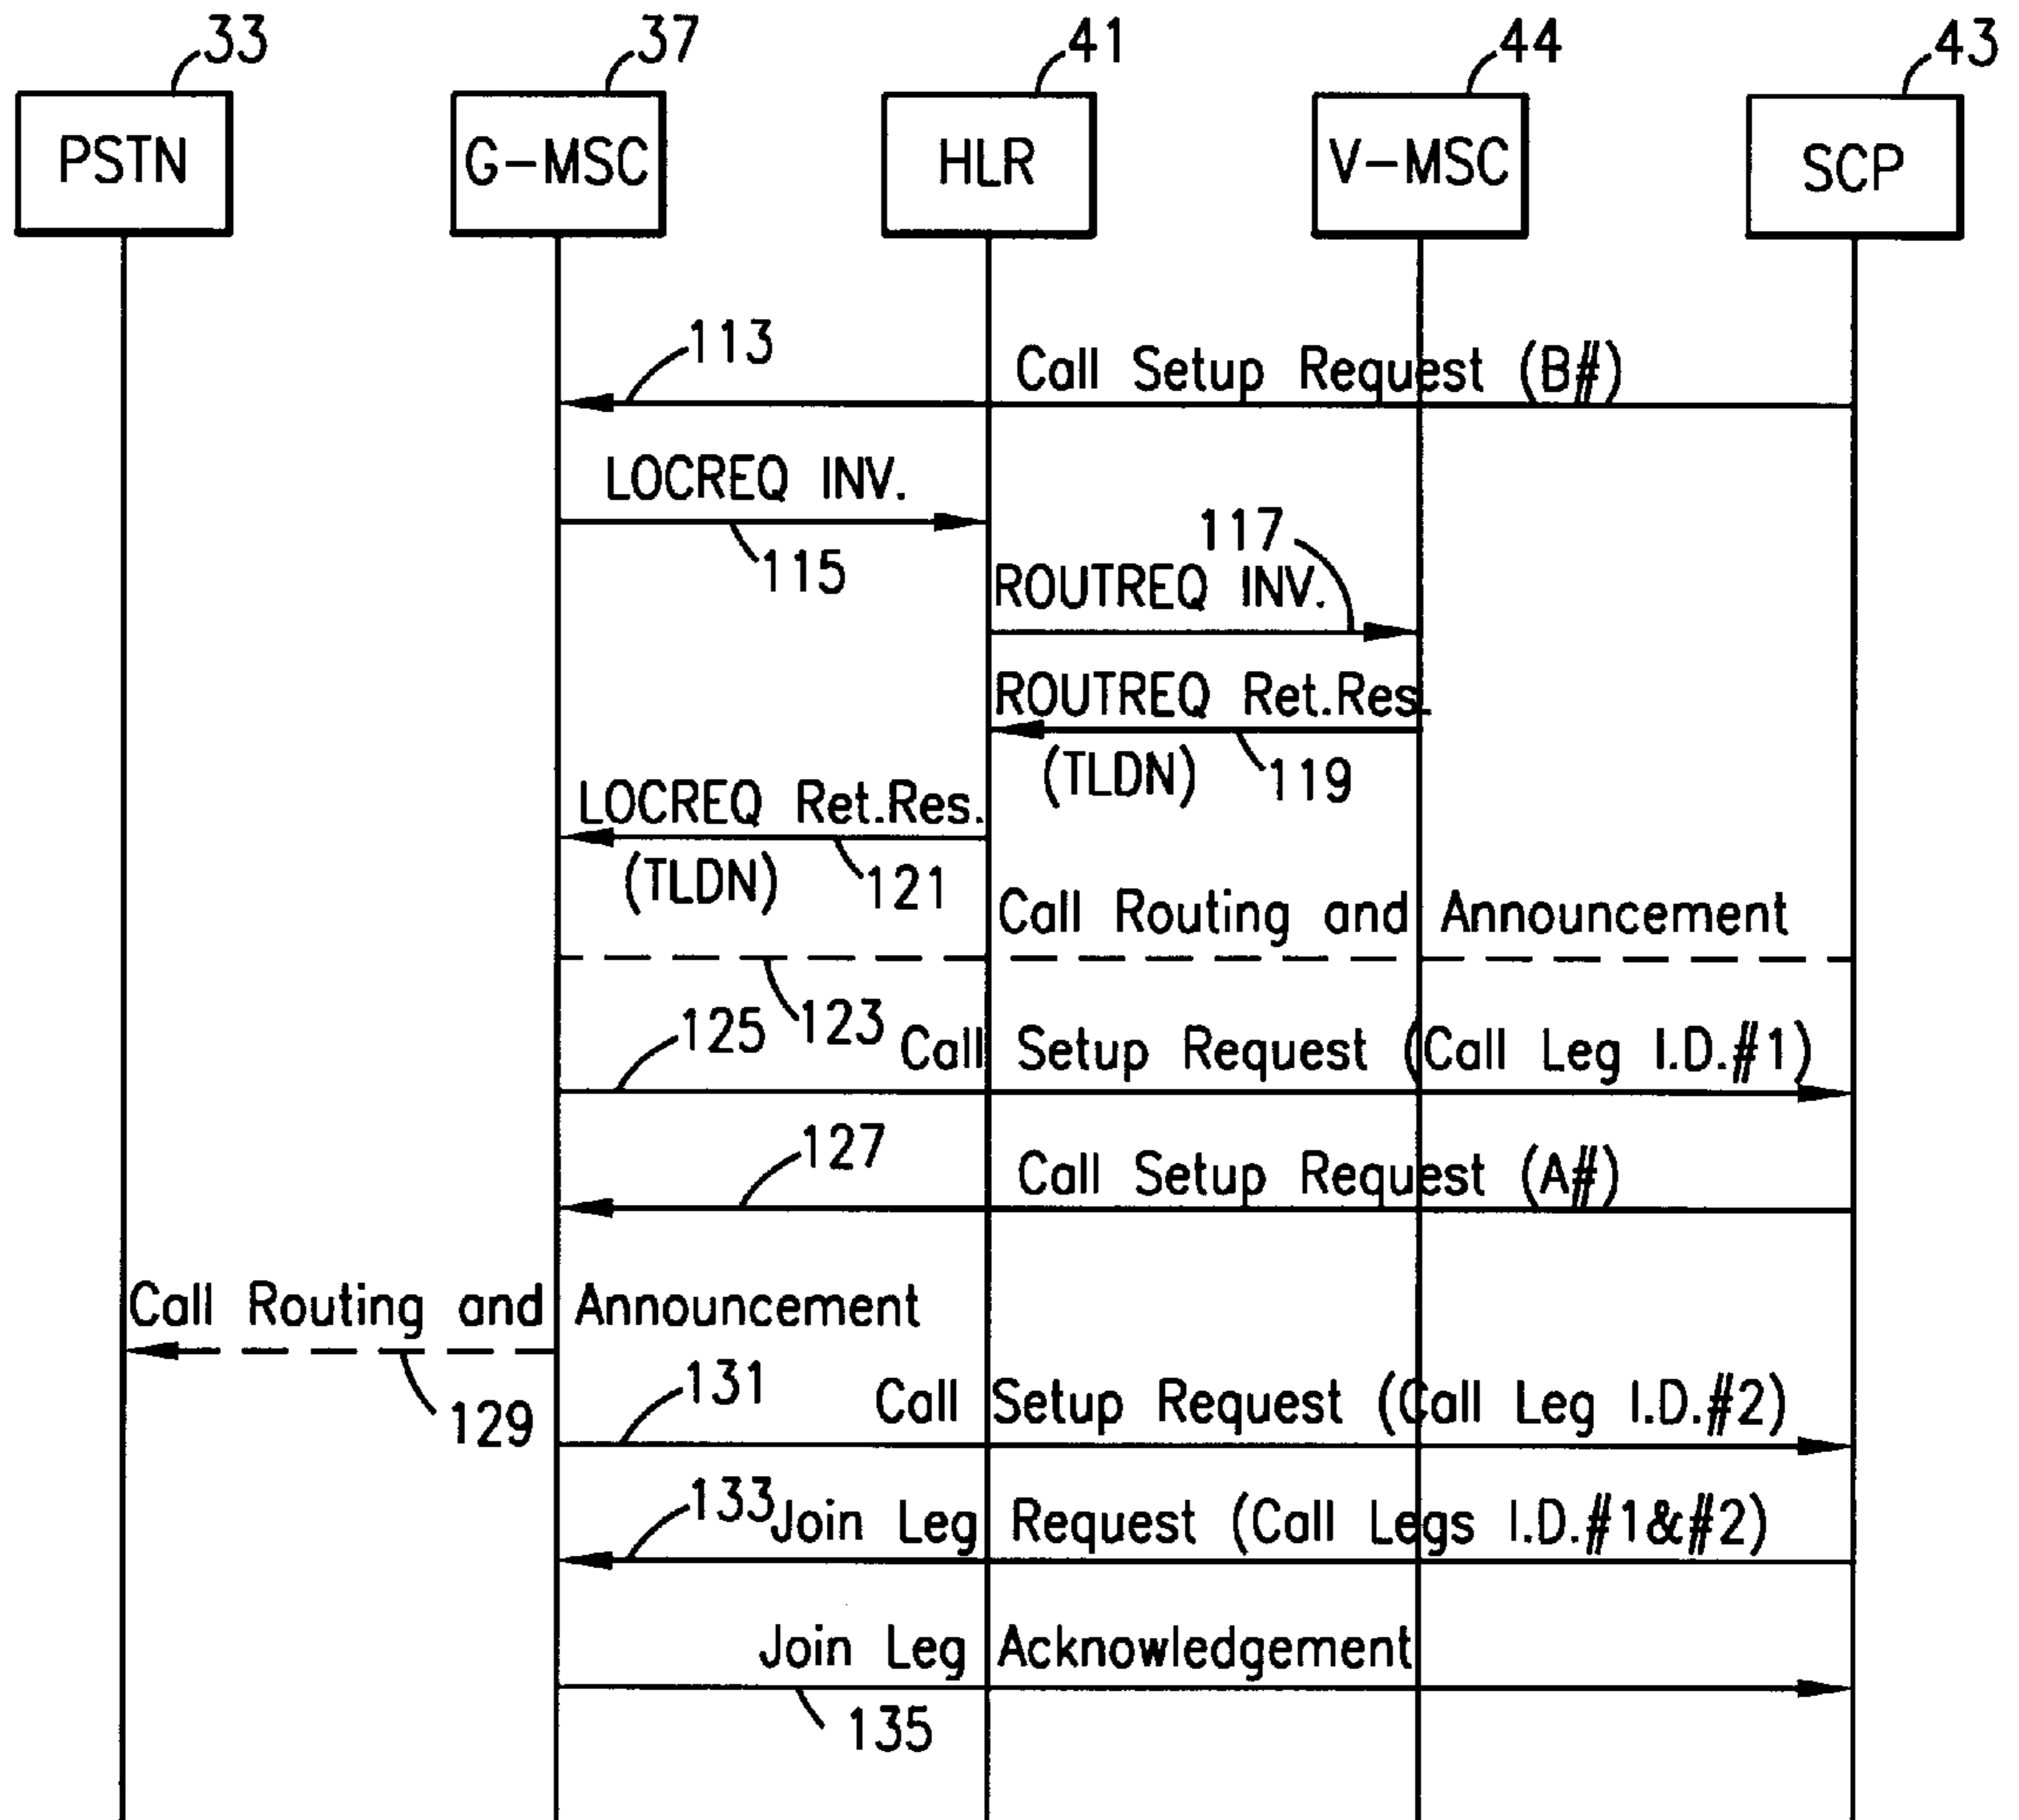 33
37
41
44
43
PSTN
G-MSC
HLR
V-MSC
SCP
113
Call Setup Request (B#)
LOCREQ INV.
115
117
ROUTREQ INV.
ROUTREQ Ret.Res.
(TLDN)
119
LOCREQ Ret.Res.
(TLDN)
121
Call Routing and Announcement
123
125
Call Setup Request (Call Leg I.D.#1)
127
Call Setup Request (A#)
Call Routing and Announcement
129
131
Call Setup Request (Call Leg I.D.#2)
133
Join Leg Request (Call Legs I.D.#1&#2)
Join Leg Acknowledgement
135